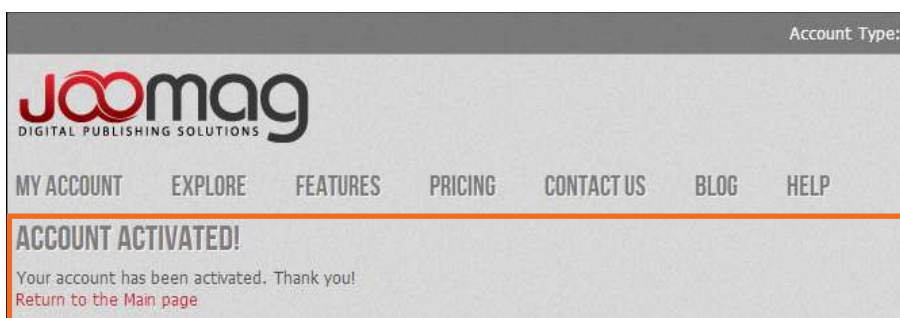 Account Type:
Joomag
DIGITAL PUBLISHING SOLUTIONS
MY ACCOUNT EXPLORE FEATURES PRICING CONTACT US BLOG HELP
ACCOUNT ACTIVATED!
Your account has been activated. Thank you!
Return to the Main page